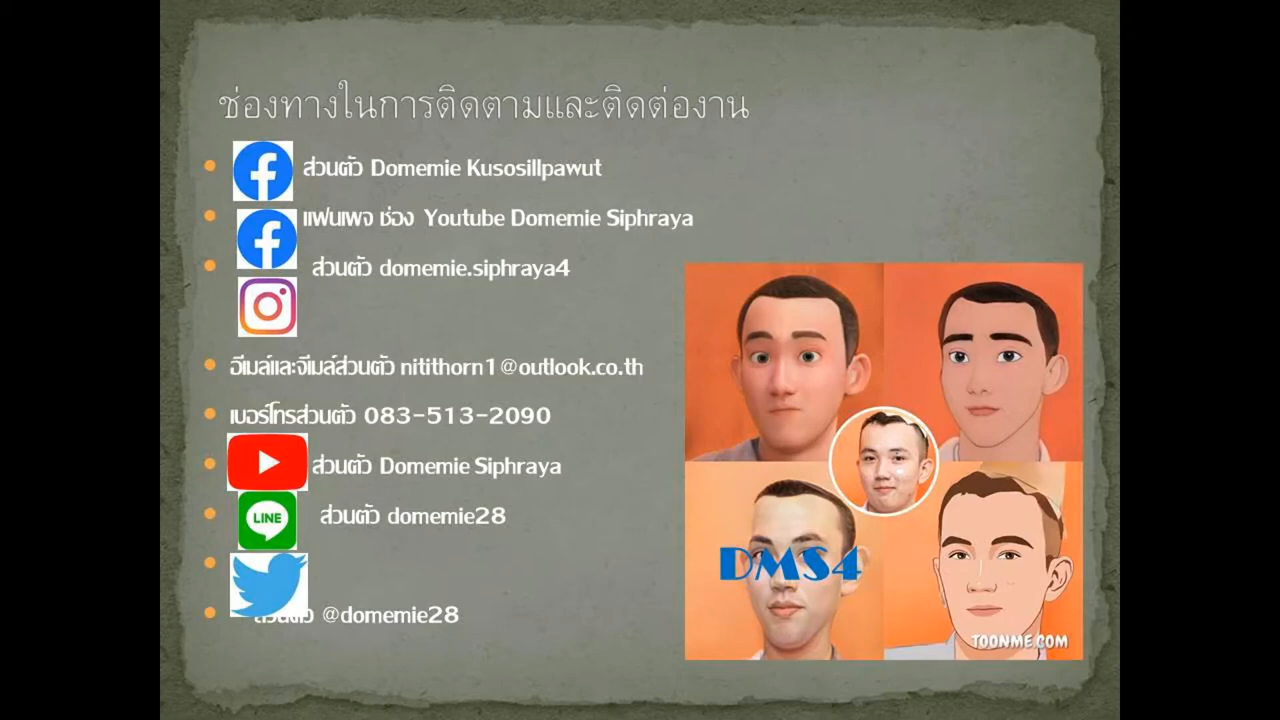 ช่องทางในการติดตามและติดต่องาน
ส่วนตัว Domemie Kusosillpawut
แฟนเพจ ช่อง Youtube Domemie Siphraya
ส่วนตัว domemie.siphraya4
อีเมล์และจีเมล์ส่วนตัว nitithorn1@outlook.co.th
เบอร์โทรส่วนตัว 083-513-2090
ส่วนตัว Domemie Siphraya
LINE
ส่วนตัว domemie28
ส่วนตัว @domemie28
DMS4
TOONME.COM